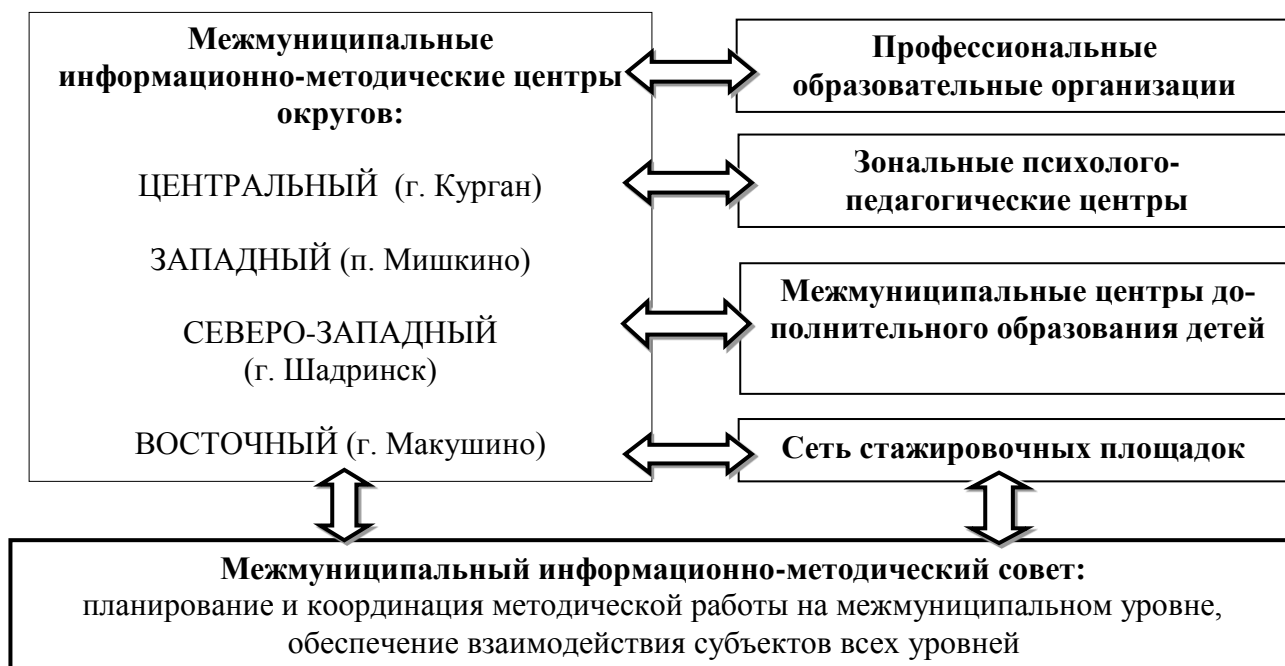 Межмуниципальные
информационно-методические центры
округов:
ЦЕНТРАЛЬНЫЙ (г. Курган)
ЗАПАДНЫЙ (п. Мишкино)
СЕВЕРО-ЗАПАДНЫЙ
(г. Шадринск)
ВОСТОЧНЫЙ (г. Макушино)
Профессиональные
образовательные организации
Зональные психолого-
педагогические центры
Межмуниципальные центры до-
полнительного образования детей
Сеть стажировочных площадок
Межмуниципальный информационно-методический совет:
планирование и координация методической работы на межмуниципальном уровне,
обеспечение взаимодействия субъектов всех уровней